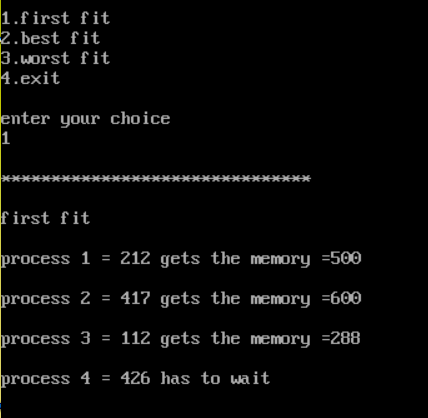 1.first fit
2.best fit
3.worst fit
4.exit
enter your choice
1
*******************************
first fit
process 1 = 212 gets the memory =500
process 2 = 417 gets the memory =600
process 3 = 112 gets the memory =288
process 4 = 426 has to wait